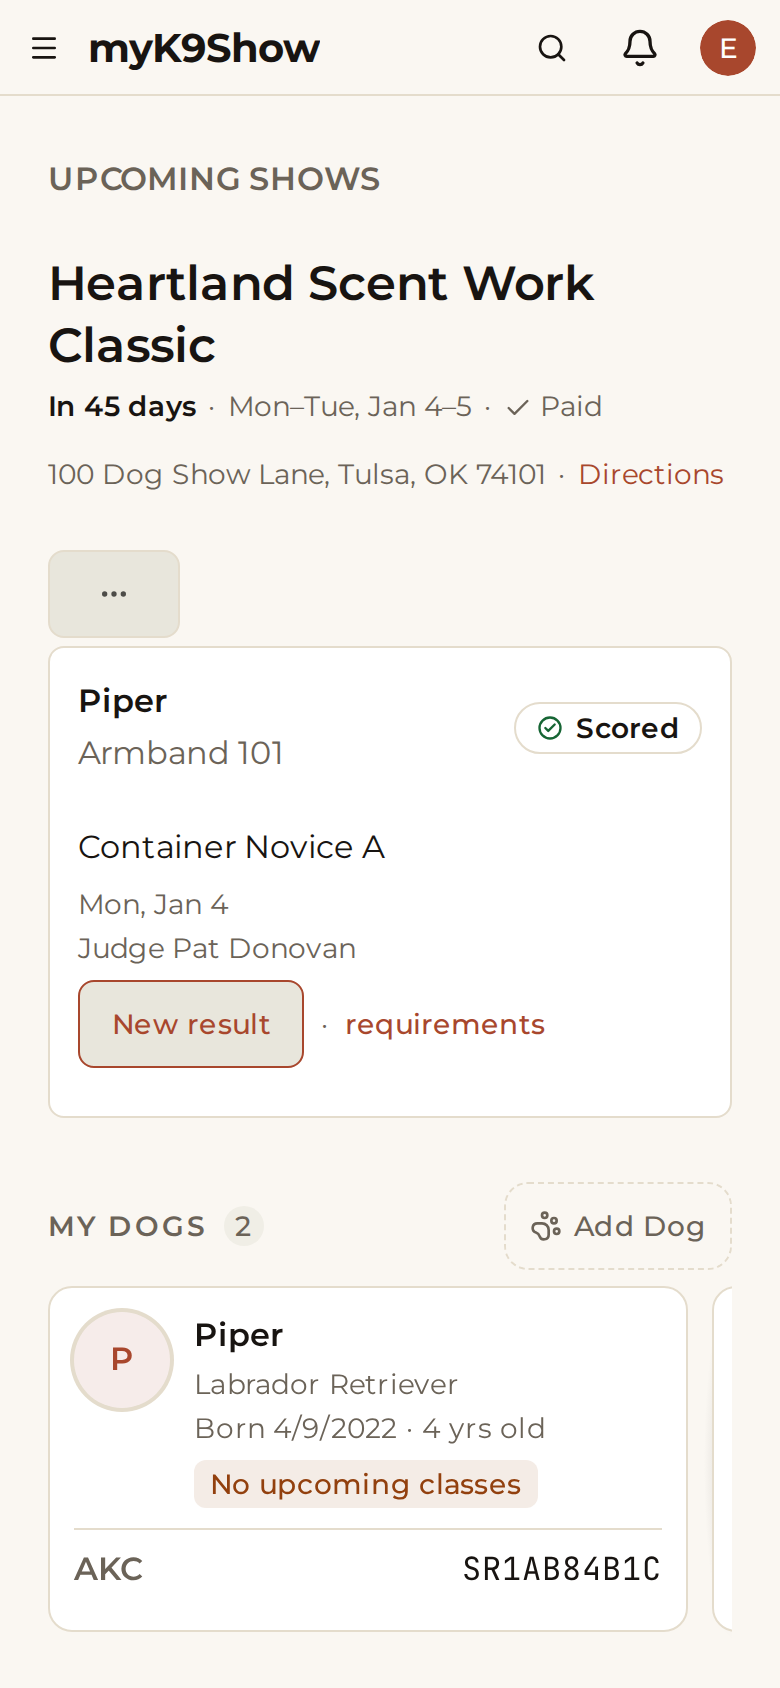 myK9Show
E
UPCOMING SHOWS
Heartland Scent Work
Classic
In 45 days · Mon–Tue, Jan 4–5 · Paid
100 Dog Show Lane, Tulsa, OK 74101 · Directions
...
Piper
Scored
Armband 101
Container Novice A
Mon, Jan 4
Judge Pat Donovan
New result · requirements
MY DOGS 2
Add Dog
P
Piper
Labrador Retriever
Born 4/9/2022 · 4 yrs old
No upcoming classes
AKC SR1AB84B1C